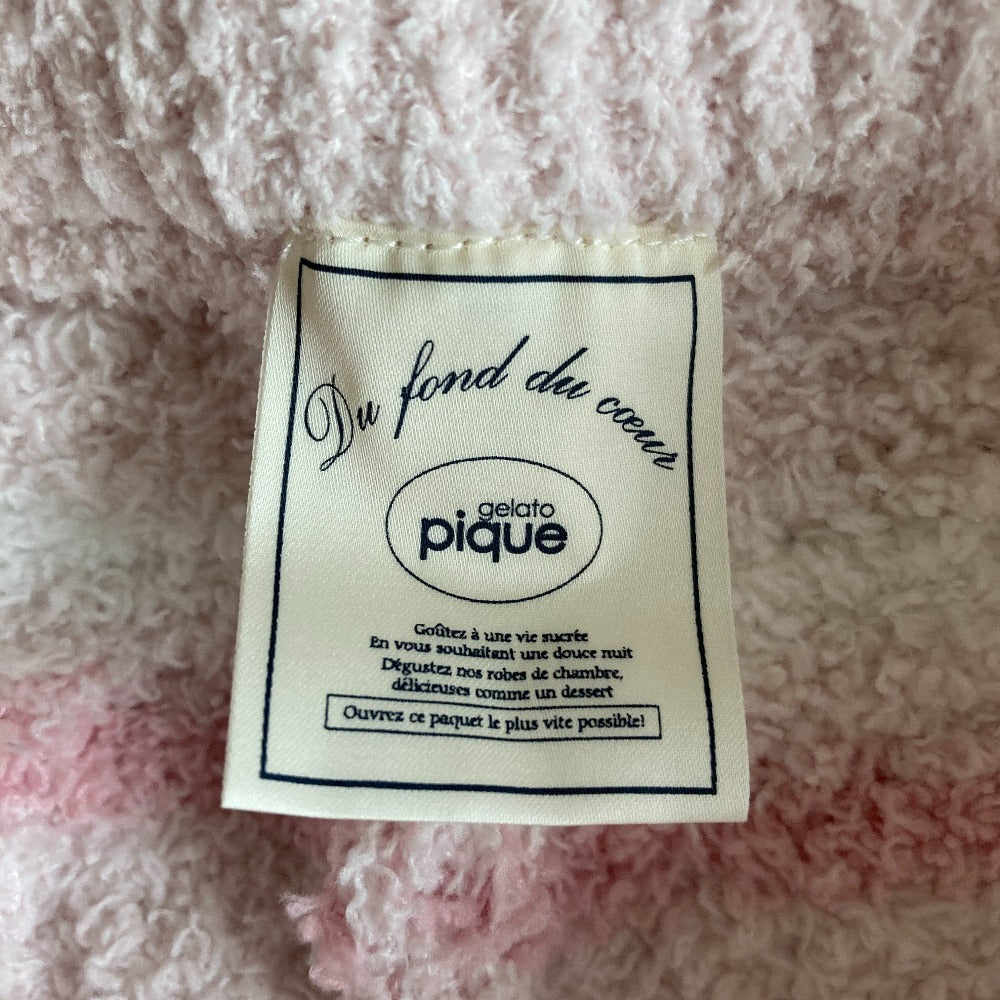 Du fond du cœur
gelato
pique
Goûtez à une vie sucrée
En vous souhaitant une douce nuit
Dégustez nos robes de chambre,
délicieuses comme un dessert
Ouvrez ce paquet le plus vite possible!